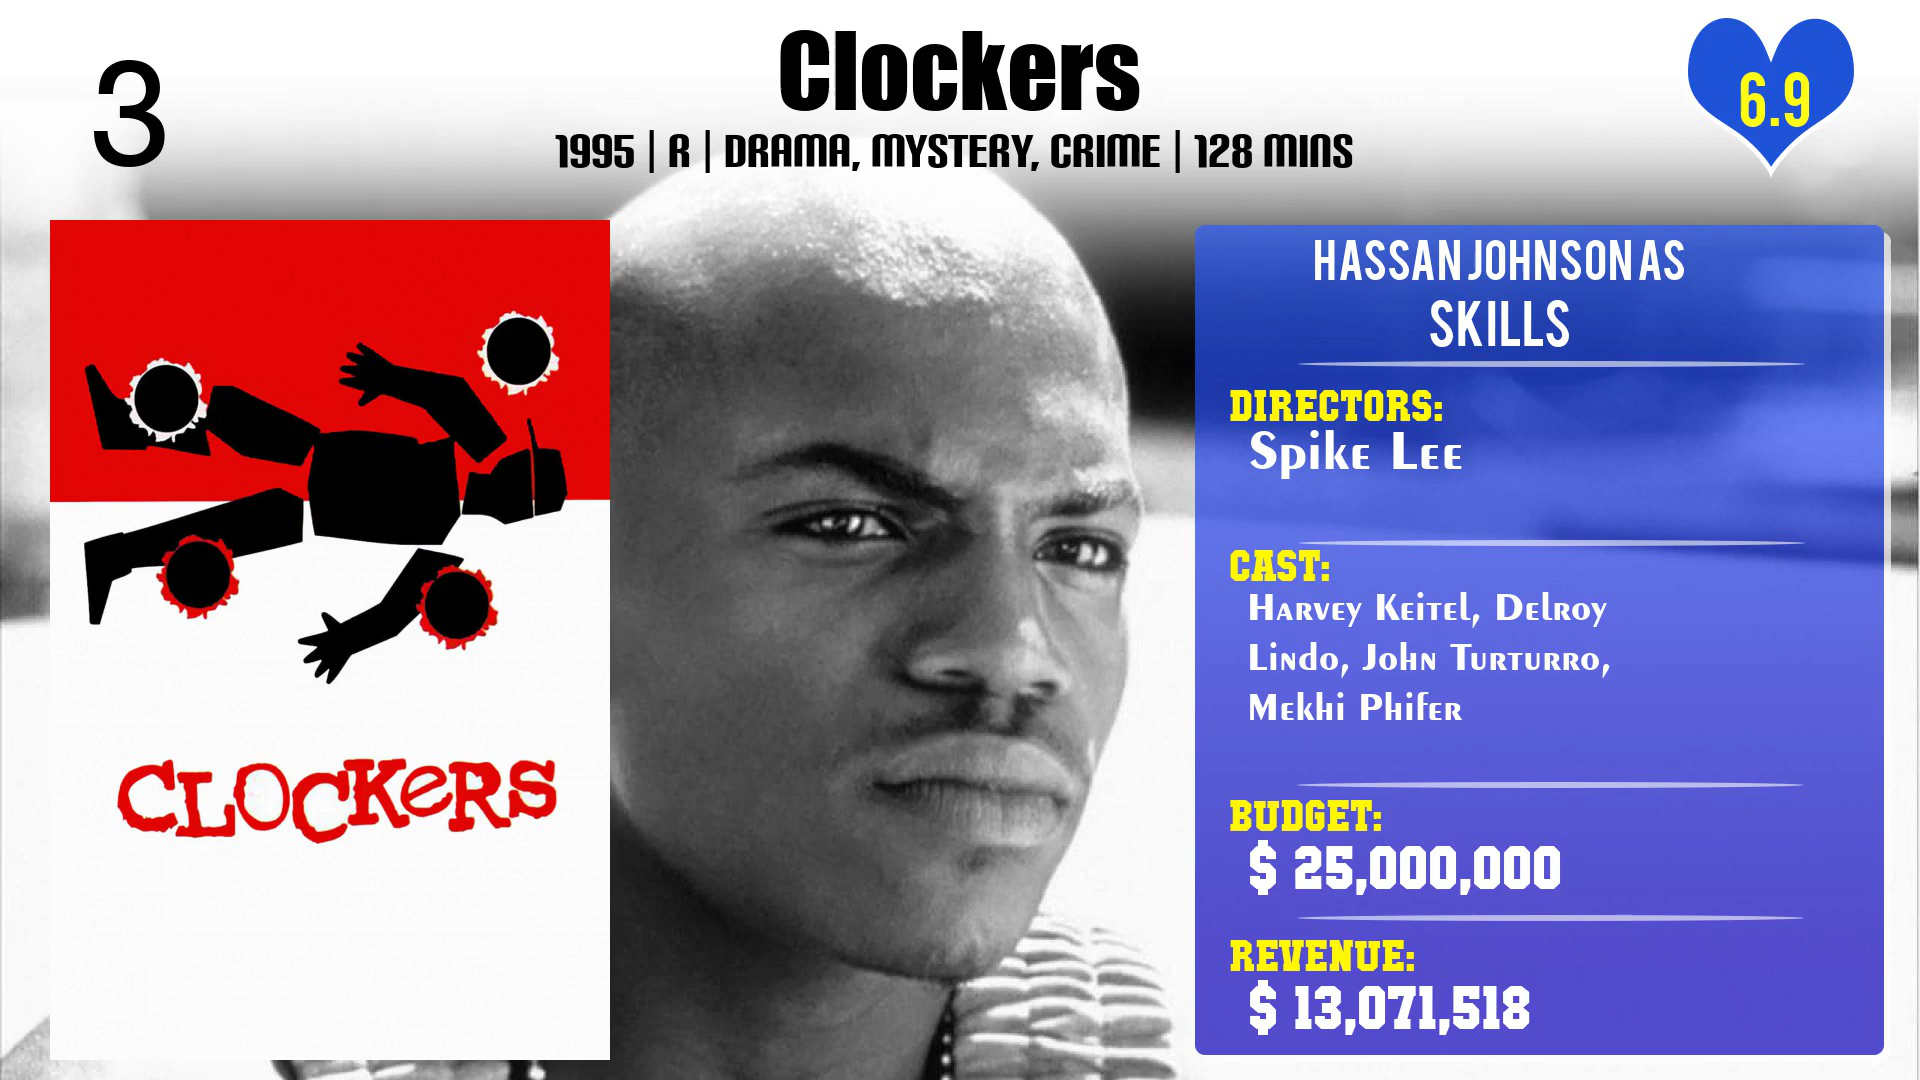 3
Clockers
1995 | R | DRAMA, MYSTERY, CRIME | 128 MINS
6.9
CLOCKERS
HASSAN JOHNSON AS
SKILLS
DIRECTORS:
Spike Lee
CAST:
Harvey Keitel, Delroy
Lindo, John Turturro,
Mekhi Phifer
BUDGET:
$ 25,000,000
REVENUE:
$ 13,071,518